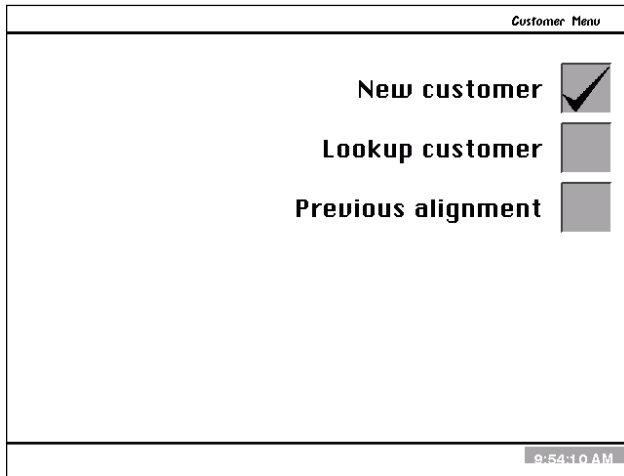 Customer Menu
New customer
Lookup customer
Previous alignment
9:54:10 AM